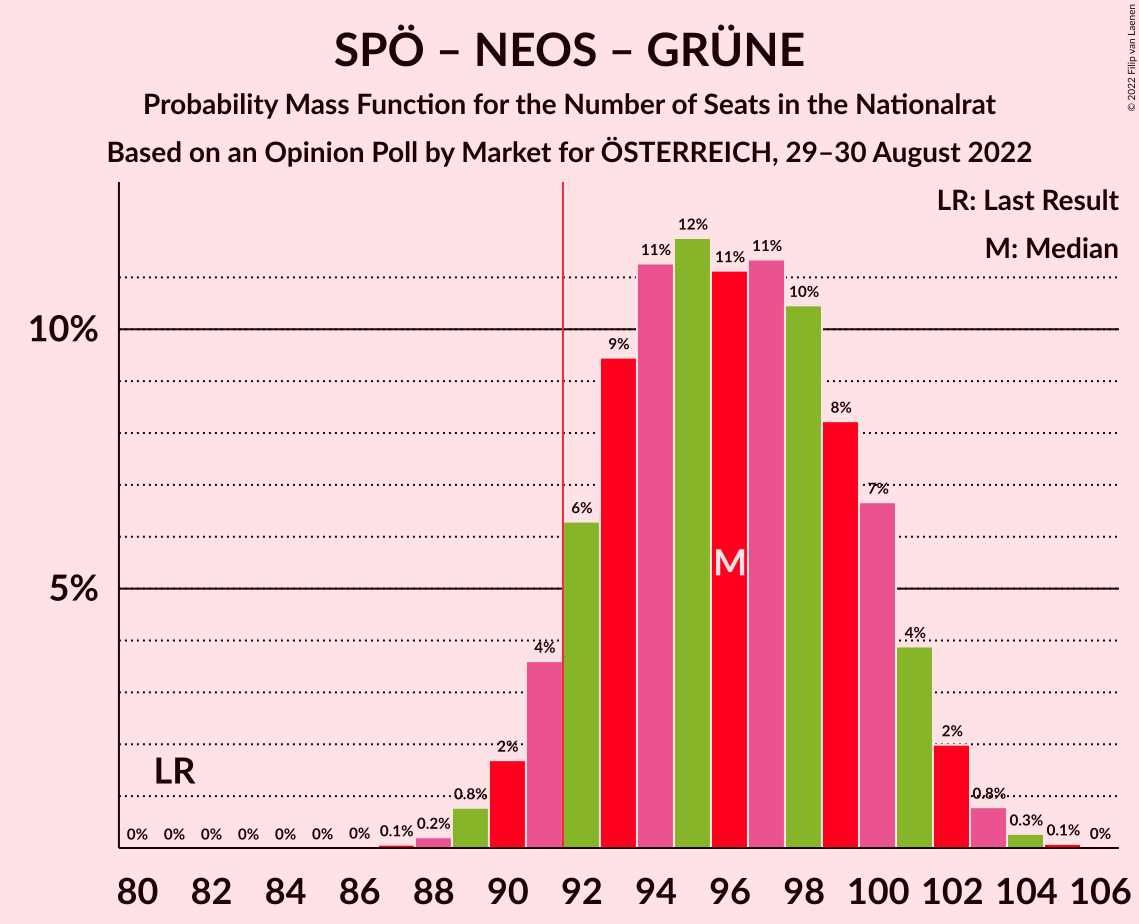 SPÖ – NEOS – GRÜNE
Probability Mass Function for the Number of Seats in the Nationalrat
Based on an Opinion Poll by Market for ÖSTERREICH, 29–30 August 2022
© 2022 Filip van Laenen
LR: Last Result
M: Median
10%
5%
0% 0% 0% 0% 0% 0% 0% 0.1% 0.2% 0.8% 2% 4% 6% 9% 11% 12% 11% 11% 10% 8% 7% 4% 2% 0.8% 0.3% 0.1% 0%
LR
M
80 82 84 86 88 90 92 94 96 98 100 102 104 106